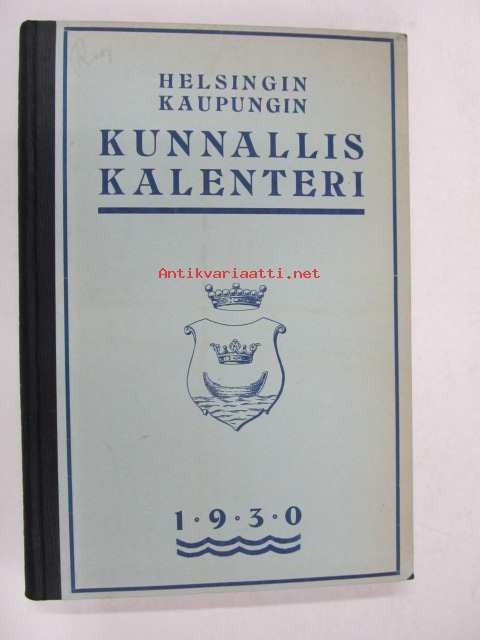 HELSINGIN
KAUPUNGIN
KUNNALLIS
KALENTERI
Antikvariaatti.net
1·9·3·0